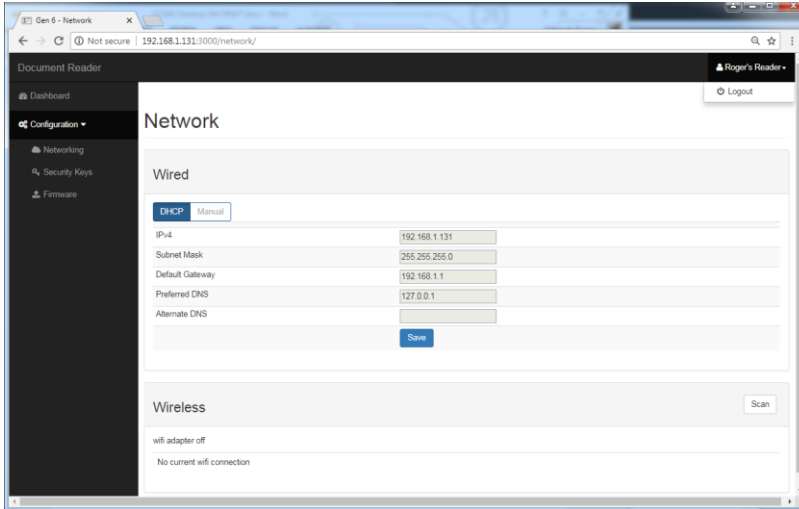 Gen 6 - Network
Not secure 192.168.1.131:3000/network/
Document Reader
Roger's Reader
Logout
Dashboard
Configuration
Networking
Security Keys
Firmware
Network
Wired
DHCP Manual
IPv4 192.168.1.131
Subnet Mask 255.255.255.0
Default Gateway 192.168.1.1
Preferred DNS 127.0.0.1
Alternate DNS
Save
Wireless Scan
wifi adapter off
No current wifi connection